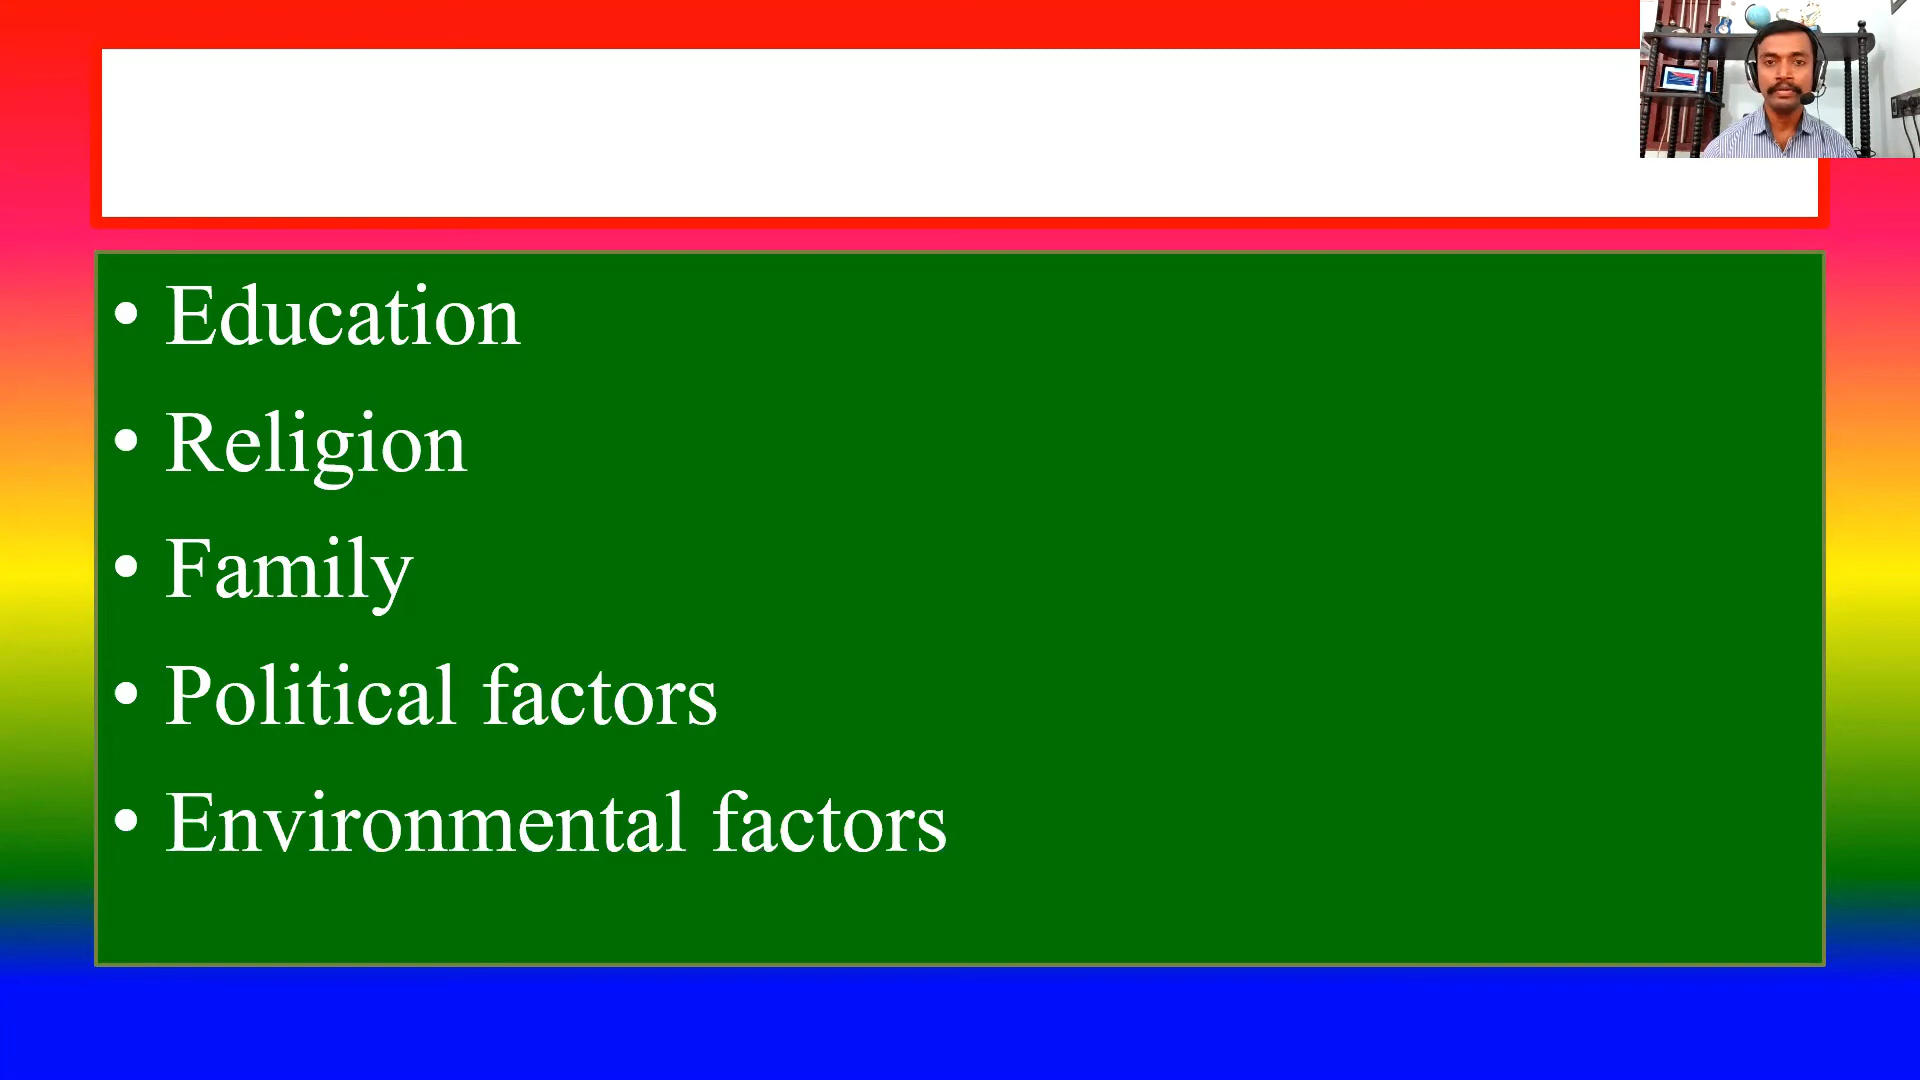 • Education
• Religion
• Family
• Political factors
• Environmental factors